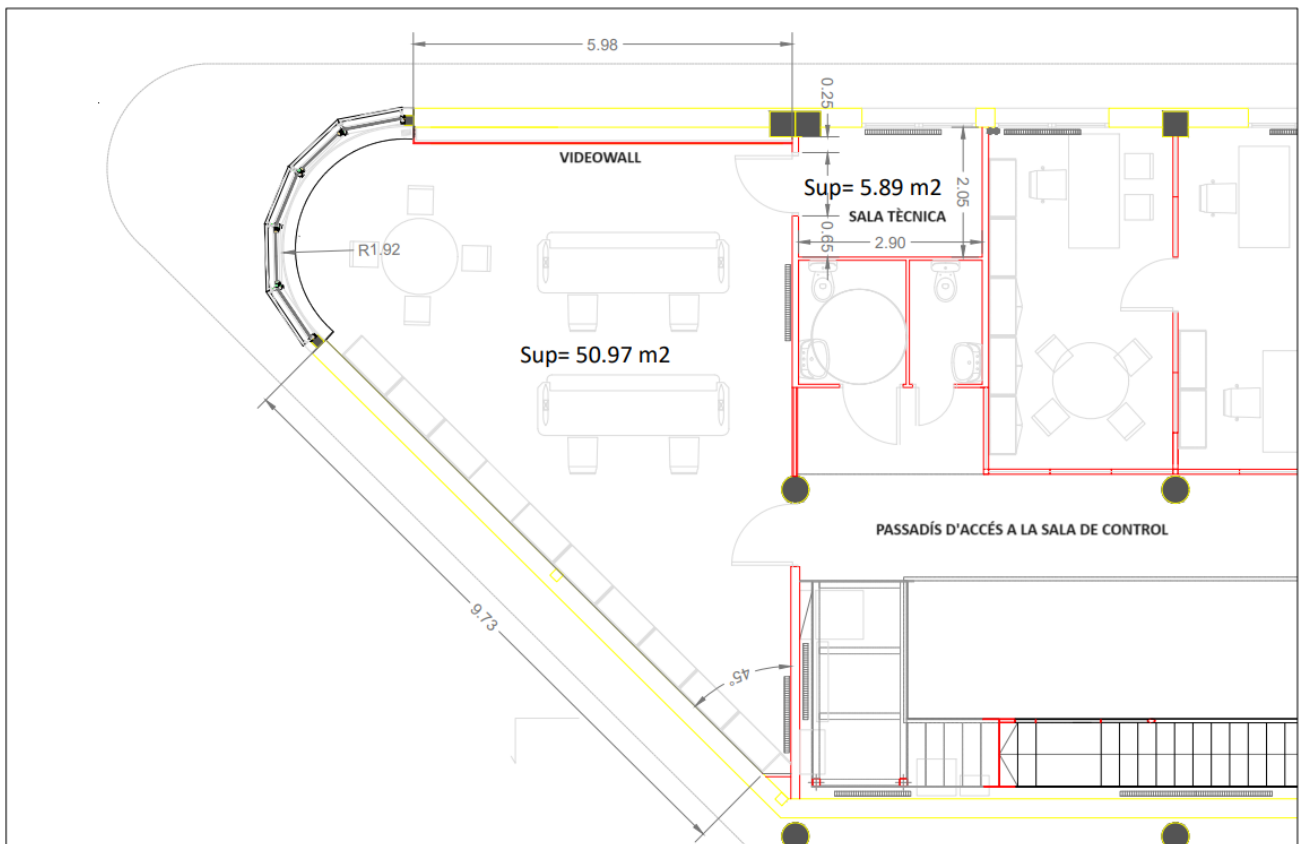 5.98
0.25
VIDEOWALL
Sup= 5.89 m2
2.05
SALA TÈCNICA
0.65
2.90
R1.92
Sup= 50.97 m2
PASSADÍS D'ACCÉS A LA SALA DE CONTROL
9.73
45°